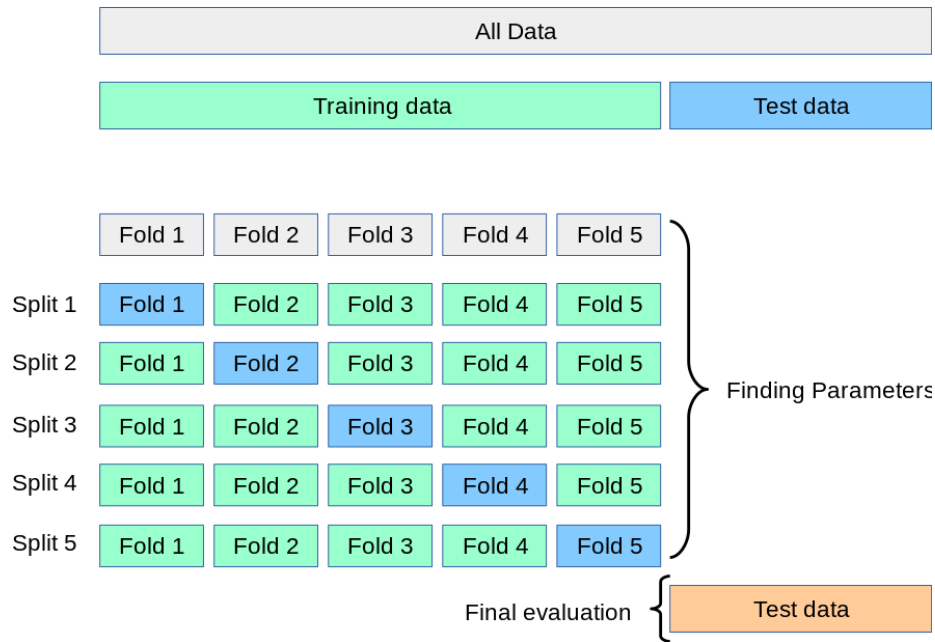 All Data
Training data Test data
Fold 1 Fold 2 Fold 3 Fold 4 Fold 5
Split 1 Fold 1 Fold 2 Fold 3 Fold 4 Fold 5
Split 2 Fold 1 Fold 2 Fold 3 Fold 4 Fold 5
Finding Parameters
Split 3 Fold 1 Fold 2 Fold 3 Fold 4 Fold 5
Split 4 Fold 1 Fold 2 Fold 3 Fold 4 Fold 5
Split 5 Fold 1 Fold 2 Fold 3 Fold 4 Fold 5
Final evaluation Test data